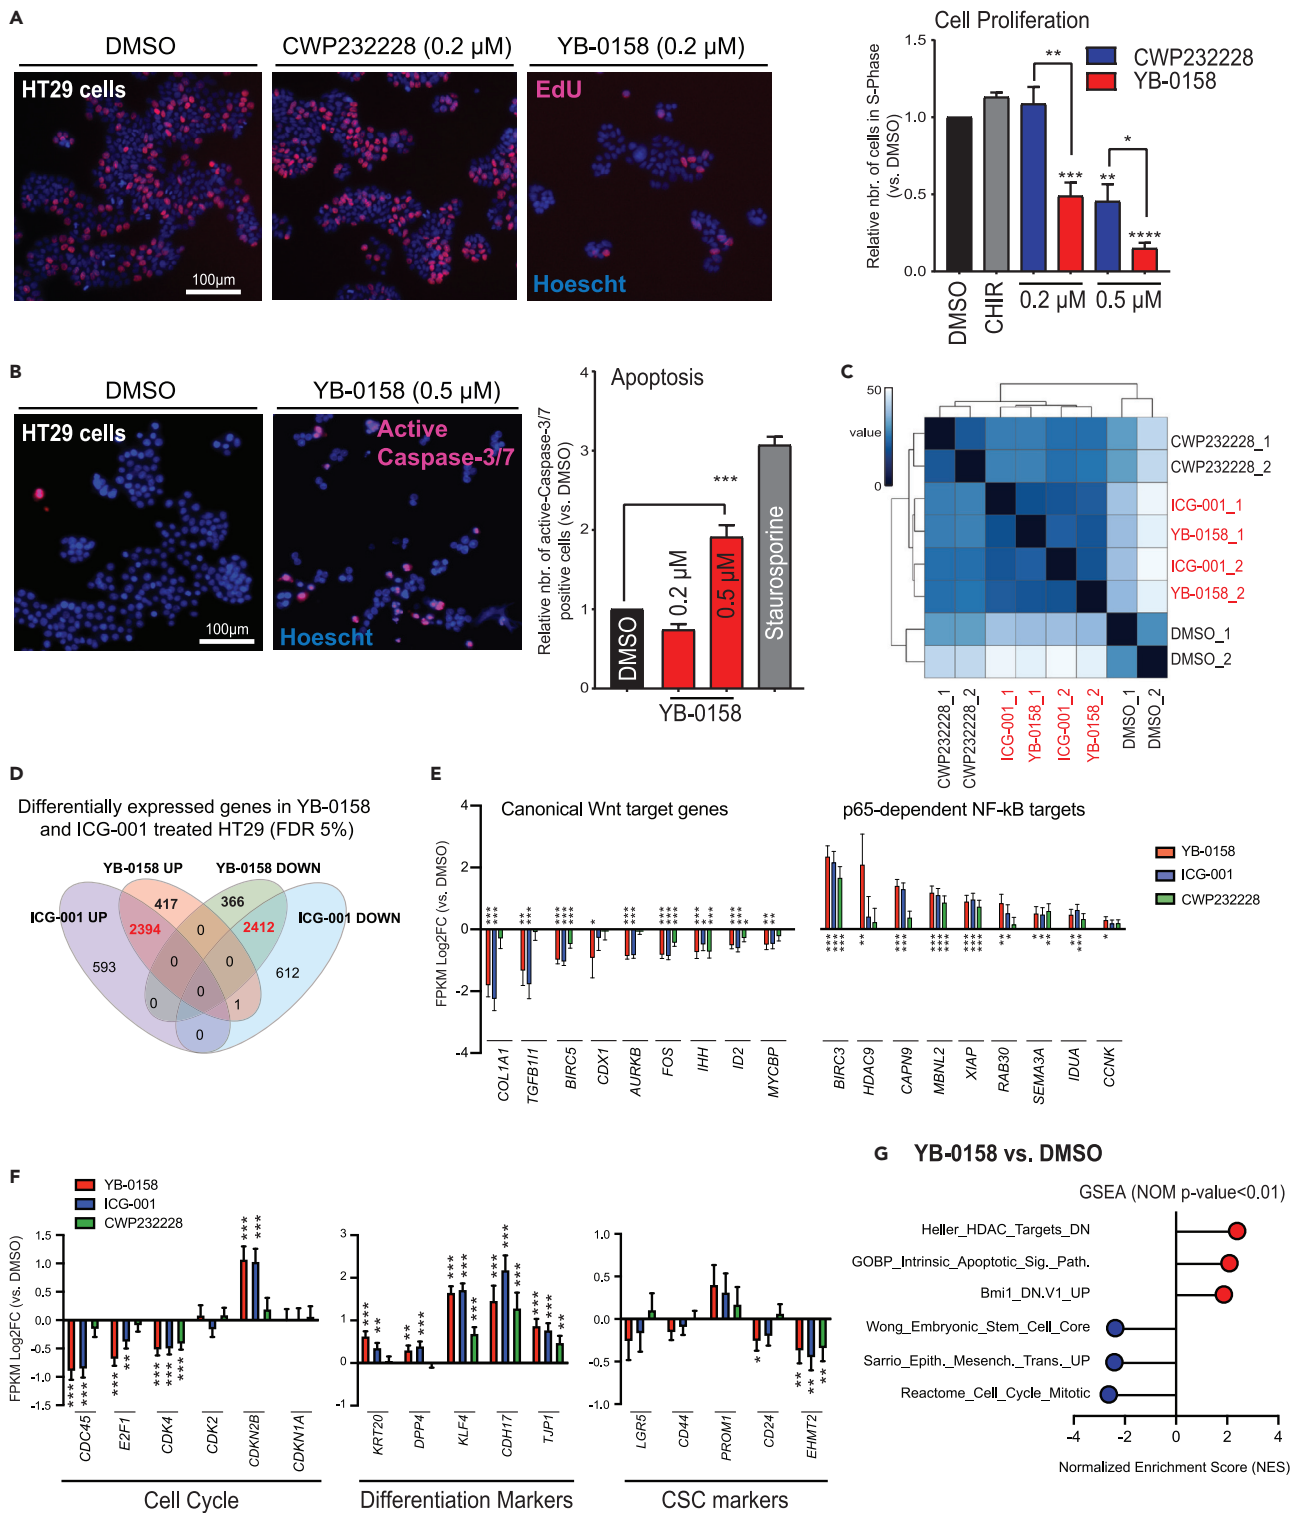 A
DMSO
CWP232228 (0.2 µM)
YB-0158 (0.2 µM)
HT29 cells
EdU
100µm
Hoescht
Cell Proliferation
CWP232228
YB-0158
Relative nbr. of cells in S-Phase
(vs. DMSO)
1.5
1.0
0.5
0.0
**
***
**
*
****
DMSO
CHIR
0.2 µM
0.5 µM
B
DMSO
YB-0158 (0.5 µM)
HT29 cells
Active
Caspase-3/7
100µm
Hoescht
Apoptosis
Relative nbr. of active-Caspase-3/7
positive cells (vs. DMSO)
4
3
2
1
0
***
DMSO
0.2 µM
0.5 µM
Staurosporine
YB-0158
C
50
value
0
CWP232228_1
CWP232228_2
ICG-001_1
YB-0158_1
ICG-001_2
YB-0158_2
DMSO_1
DMSO_2
CWP232228_1
CWP232228_2
ICG-001_1
YB-0158_1
ICG-001_2
YB-0158_2
DMSO_1
DMSO_2
D
Differentially expressed genes in YB-0158
and ICG-001 treated HT29 (FDR 5%)
YB-0158 UP
YB-0158 DOWN
ICG-001 UP
417
366
ICG-001 DOWN
2394
0
2412
593
0
0
612
0
0
1
0
E
Canonical Wnt target genes
p65-dependent NF-kB targets
YB-0158
ICG-001
CWP232228
FPKM Log2FC (vs. DMSO)
4
2
0
-2
-4
*** *** *** *** *** *** * *** *** *** *** *** *** *** *** *** *** * ** **
COL1A1
TGFB1I1
BIRC5
CDX1
AURKB
FOS
IHH
ID2
MYCBP
*** *** *** ** *** *** *** *** *** *** *** *** ** ** * ** ** ** *** *
BIRC3
HDAC9
CAPN9
MBNL2
XIAP
RAB30
SEMA3A
IDUA
CCNK
F
YB-0158
ICG-001
CWP232228
FPKM Log2FC (vs. DMSO)
1.5
1.0
0.5
0.0
-0.5
-1.0
-1.5
*** *** *** ** *** *** *** *** ***
CDC45
E2F1
CDK4
CDK2
CDKN2B
CDKN1A
Cell Cycle
3
2
1
0
-1
*** ** ** *** *** *** *** *** *** *** *** *** **
KRT20
DPP4
KLF4
CDH17
TJP1
Differentiation Markers
1.0
0.5
0.0
-0.5
-1.0
* ** ** **
LGR5
CD44
PROM1
CD24
EHMT2
CSC markers
G
YB-0158 vs. DMSO
GSEA (NOM p-value<0.01)
Heller_HDAC_Targets_DN
GOBP_Intrinsic_Apoptotic_Sig._Path.
Bmi1_DN.V1_UP
Wong_Embryonic_Stem_Cell_Core
Sarrio_Epith._Mesench._Trans._UP
Reactome_Cell_Cycle_Mitotic
-4
-2
0
2
4
Normalized Enrichment Score (NES)